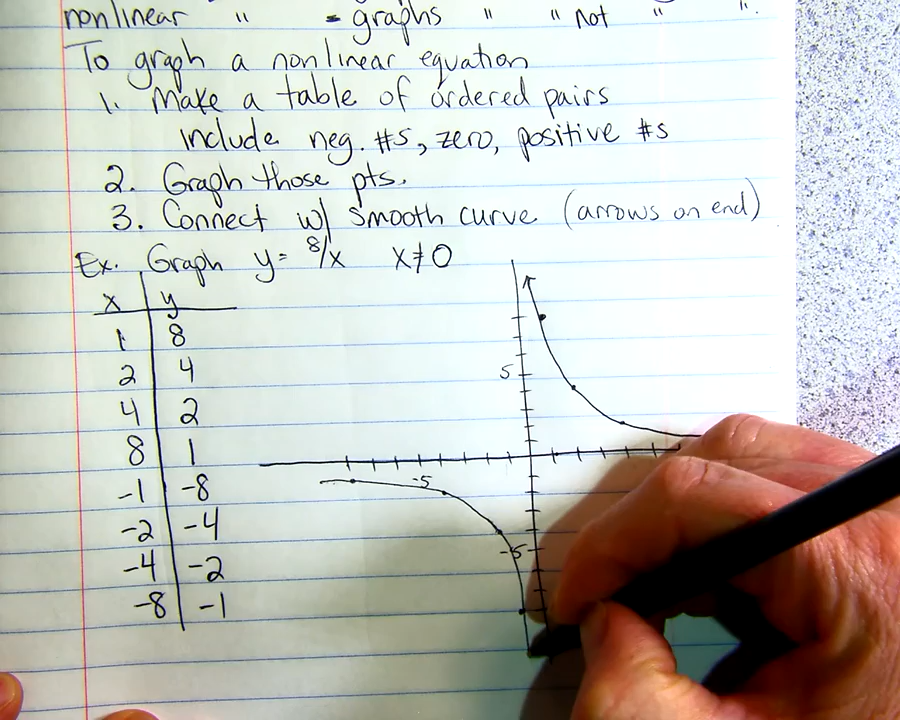 nonlinear " = graphs " " not " ".
To graph a nonlinear equation
1. Make a table of ordered pairs
include neg. #s, zero, positive #s
2. Graph those pts.
3. Connect w/ smooth curve (arrows on end)
Ex. Graph y= 8/x x≠0
x y
1 8
2 4
4 2
8 1
-1 -8
-2 -4
-4 -2
-8 -1
5
-5
-5